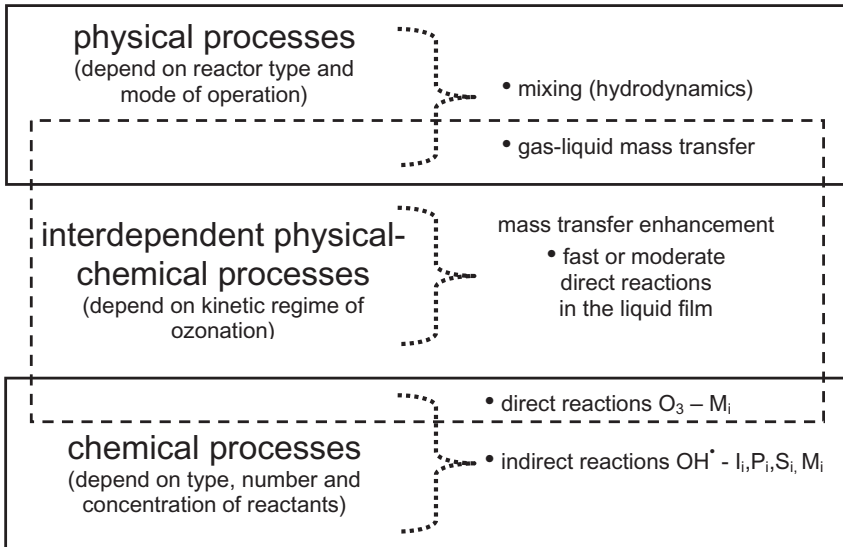 physical processes
(depend on reactor type and
mode of operation)
• mixing (hydrodynamics)
• gas-liquid mass transfer
interdependent physical-
chemical processes
(depend on kinetic regime of
ozonation)
mass transfer enhancement
• fast or moderate
direct reactions
in the liquid film
chemical processes
(depend on type, number and
concentration of reactants)
• direct reactions O₃ – Mᵢ
• indirect reactions OH• - Iᵢ,Pᵢ,Sᵢ, Mᵢ